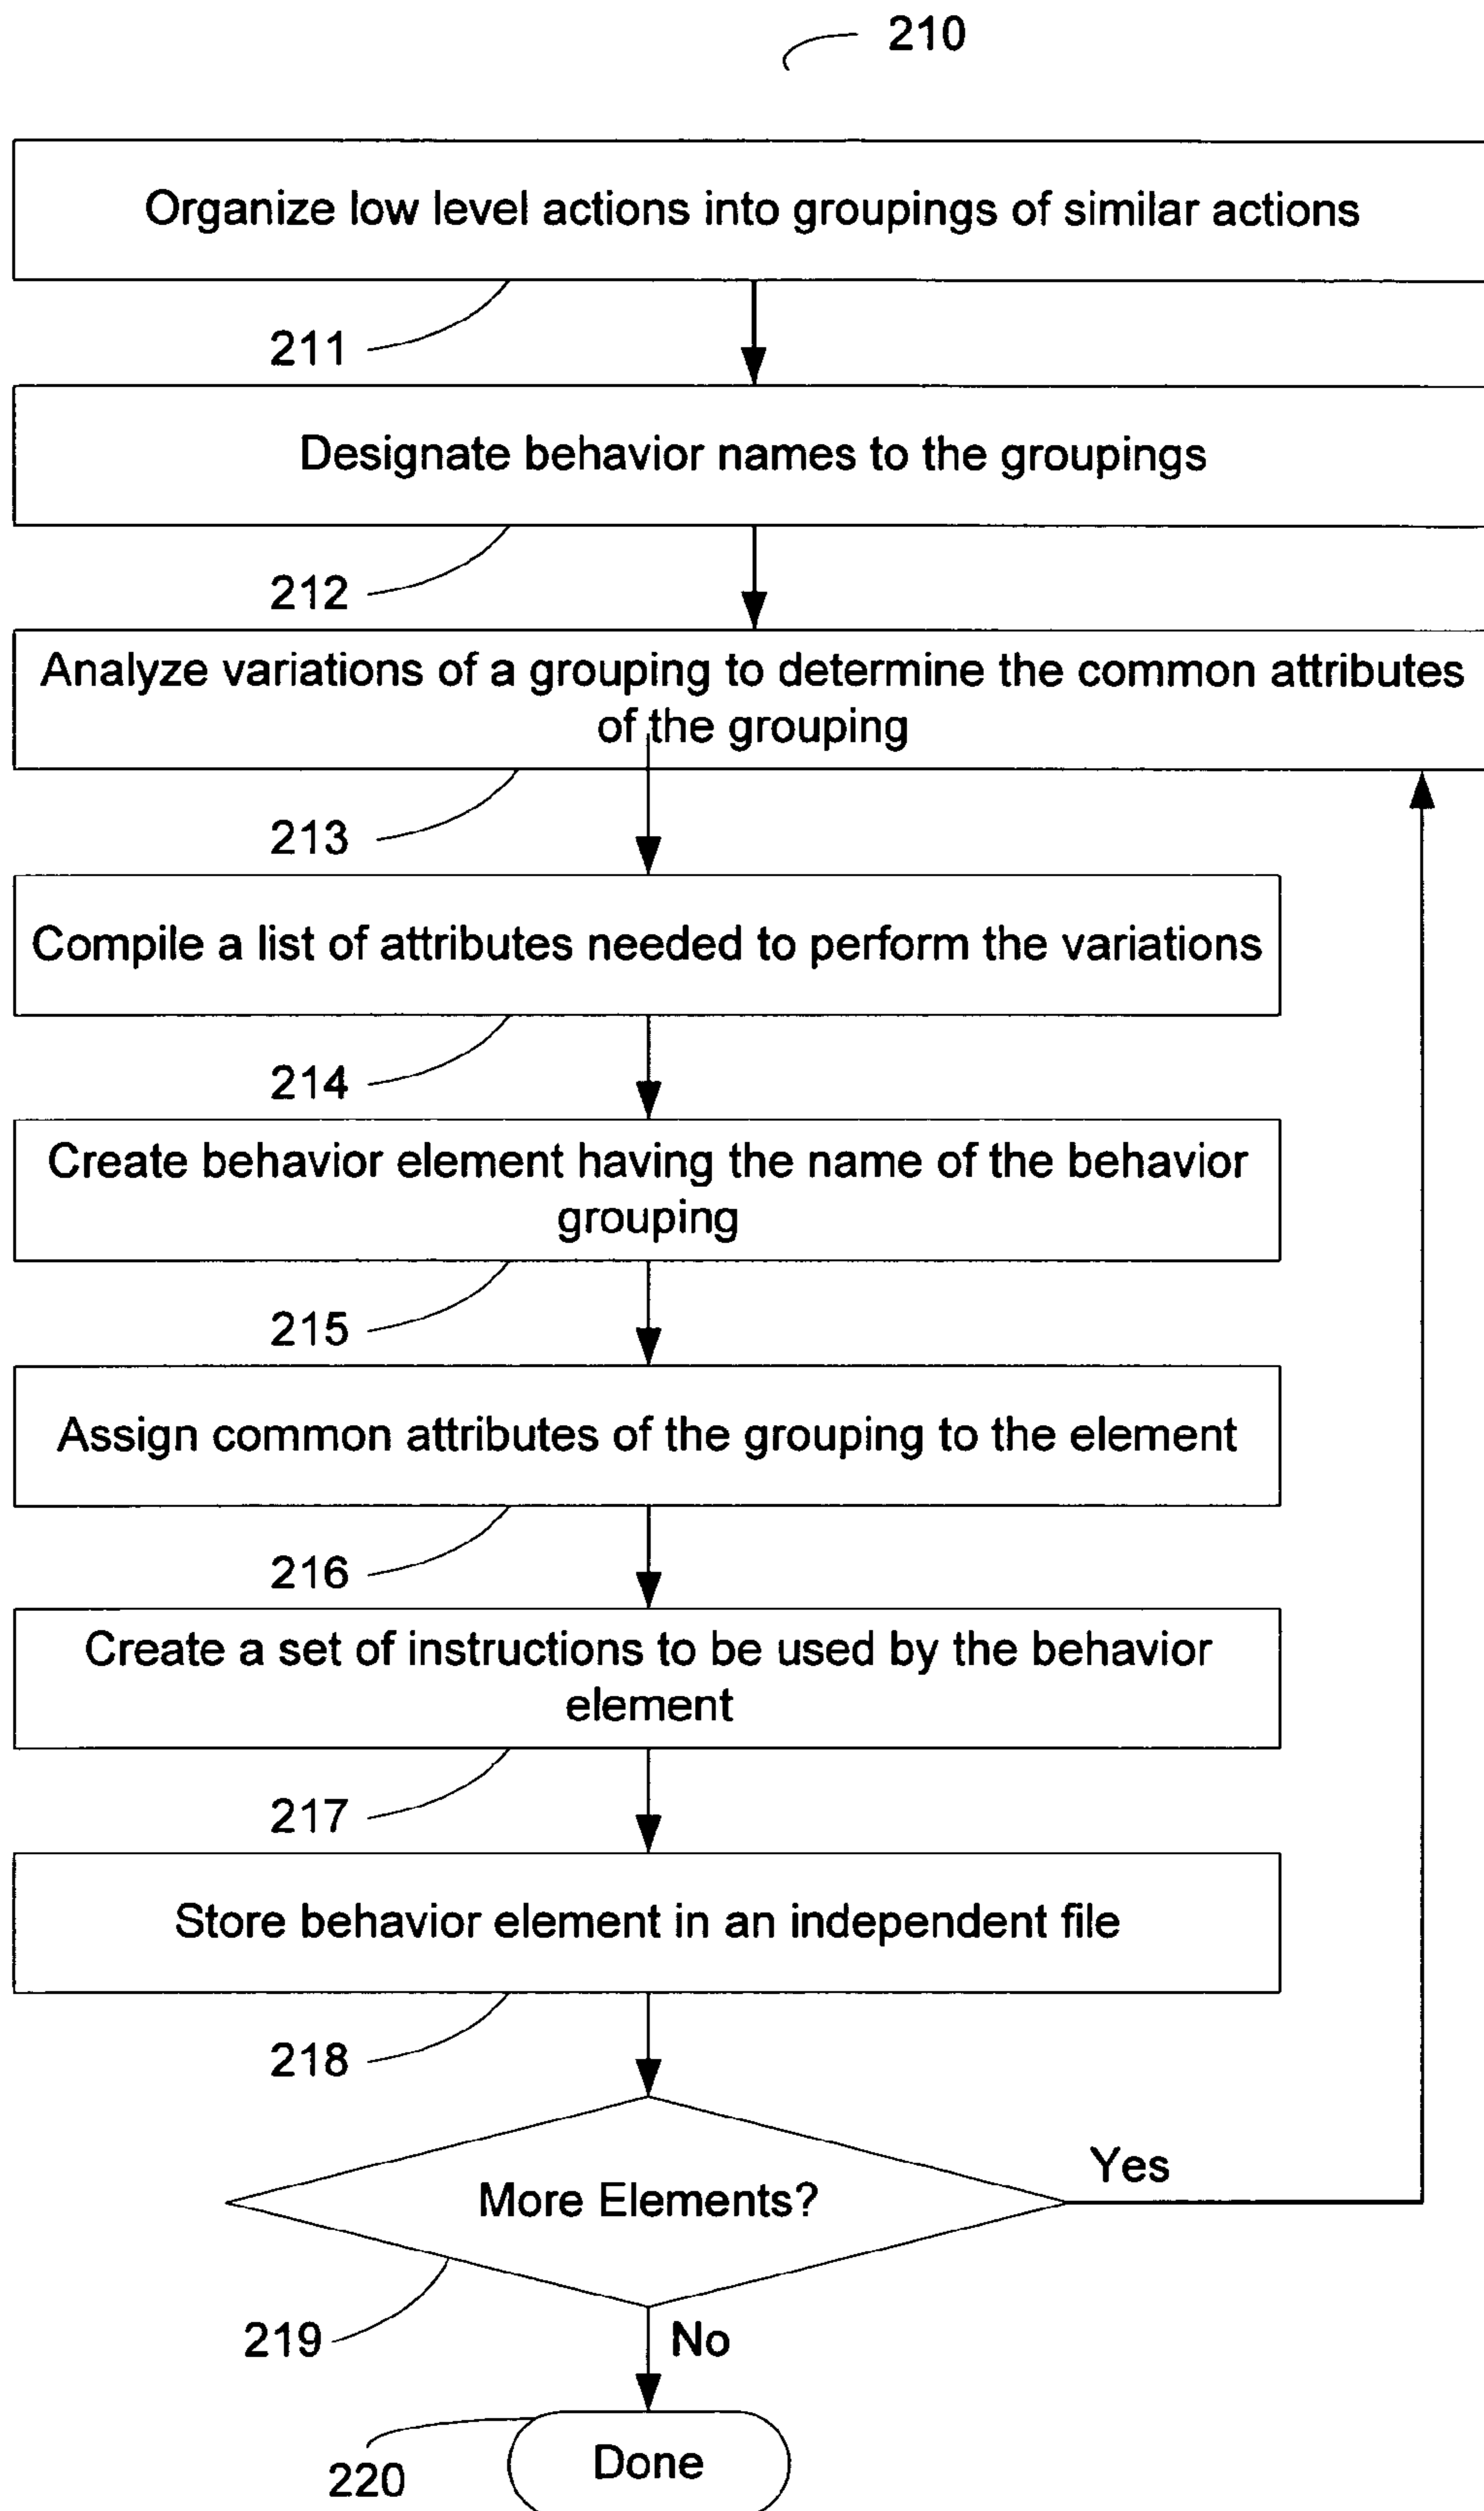 210
Organize low level actions into groupings of similar actions
211
Designate behavior names to the groupings
212
Analyze variations of a grouping to determine the common attributes
of the grouping
213
Compile a list of attributes needed to perform the variations
214
Create behavior element having the name of the behavior
grouping
215
Assign common attributes of the grouping to the element
216
Create a set of instructions to be used by the behavior
element
217
Store behavior element in an independent file
218
More Elements?
Yes
219
No
220
Done